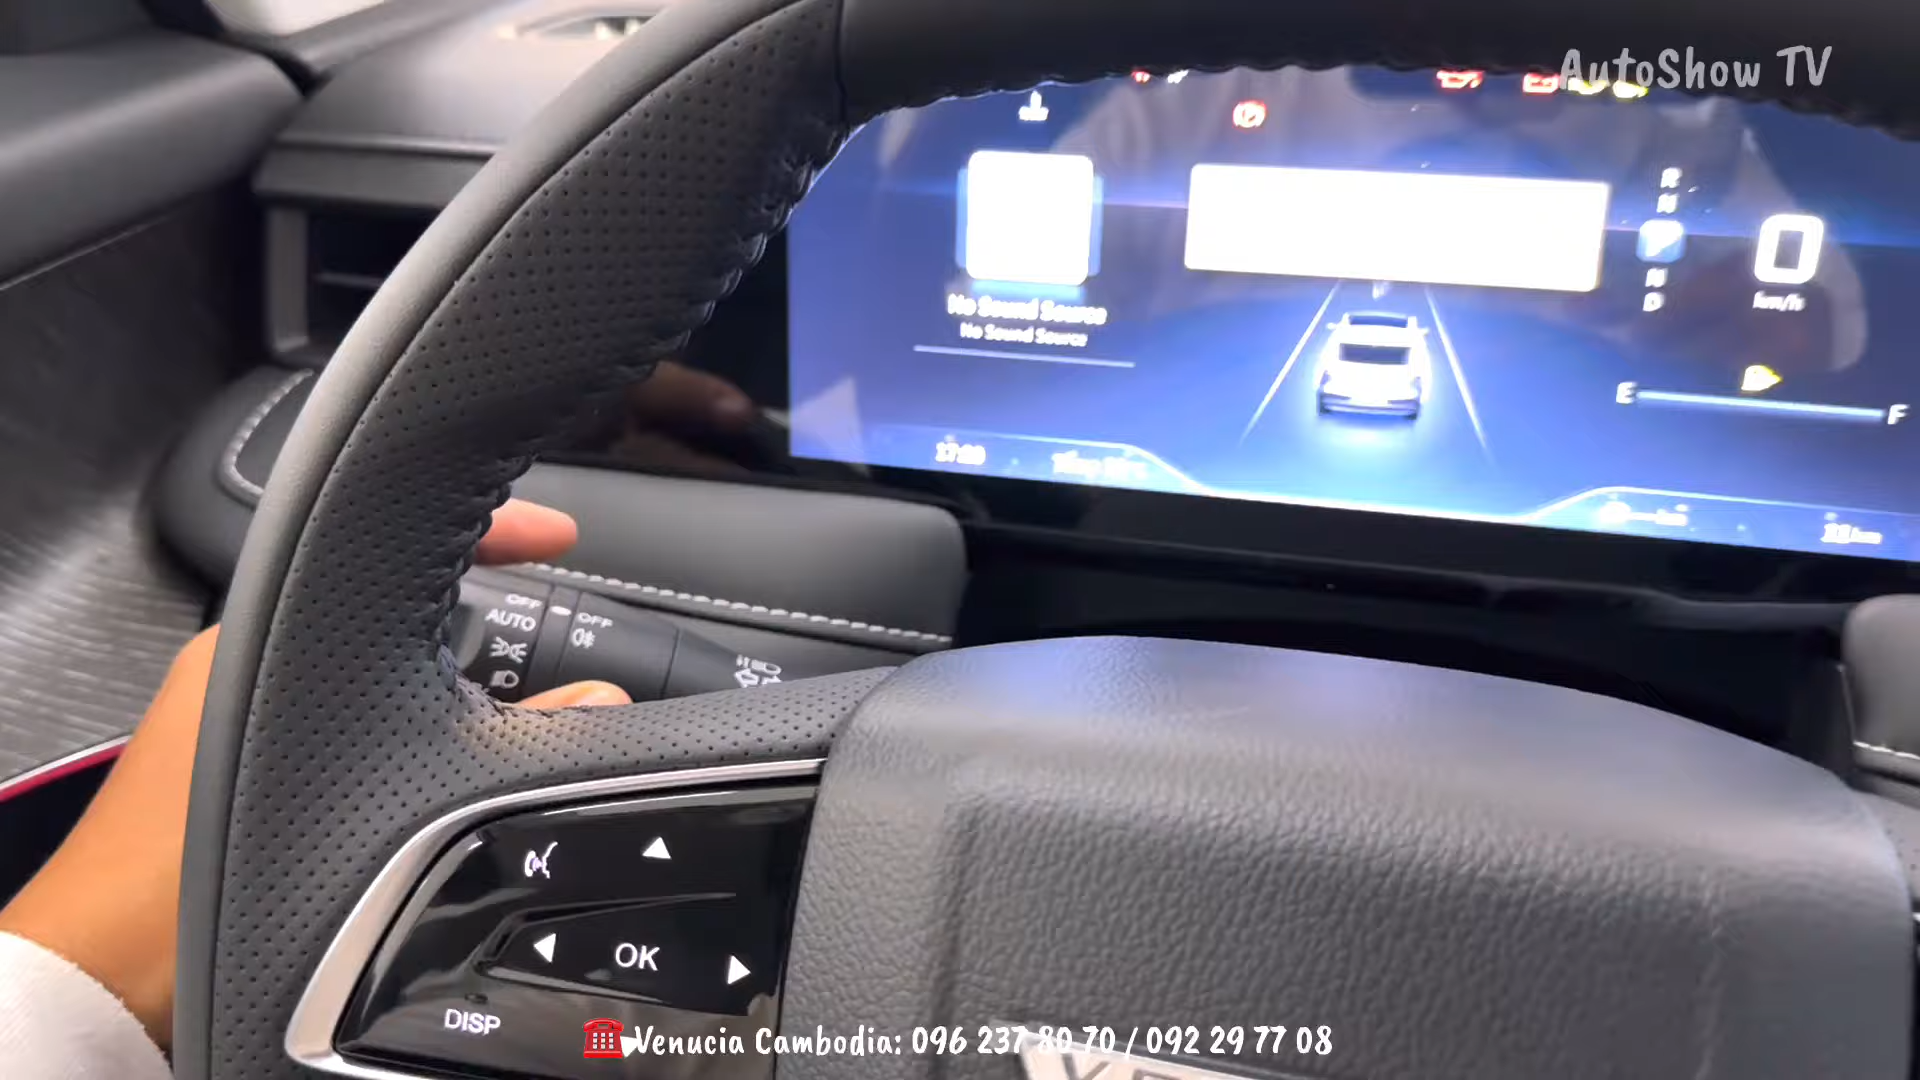 AutoShow TV
R
N
0
km/h
No Sound Source
No Sound Source
N
D
E
F
OFF
AUTO
OFF
OK
DISP
Venucia Cambodia: 096 237 80 70 / 092 29 77 08